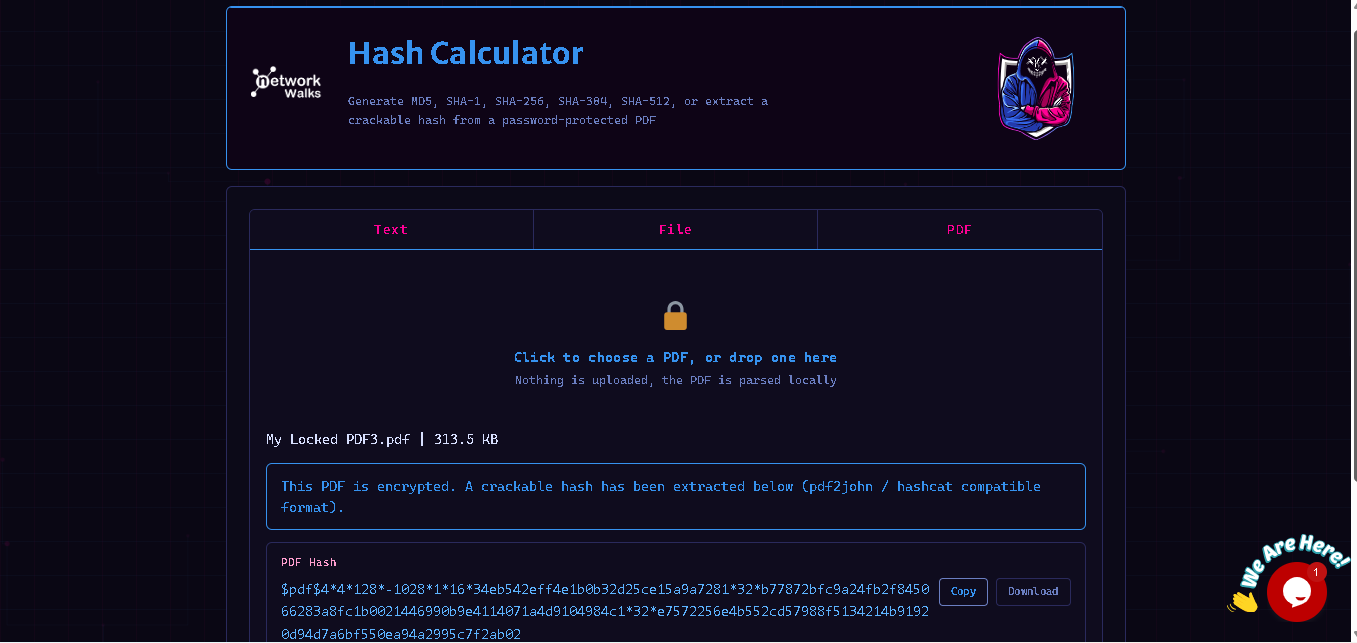 Hash Calculator
network
Walks
Generate MD5, SHA-1, SHA-256, SHA-384, SHA-512, or extract a
crackable hash from a password-protected PDF
Text
File
PDF
Click to choose a PDF, or drop one here
Nothing is uploaded, the PDF is parsed locally
My Locked PDF3.pdf | 313.5 KB
This PDF is encrypted. A crackable hash has been extracted below (pdf2john / hashcat compatible
format).
PDF Hash
$pdf$4*4*128*-1028*1*16*34eb542eff4e1b0b32d25ce15a9a7281*32*b77872bfc9a24fb2f8450
66283a8fc1b0021446990b9e4114071a4d9104984c1*32*e7572256e4b552cd57988f5134214b9192
0d94d7a6bf550ea94a2995c7f2ab02
Copy
Download
We Are Here!
1